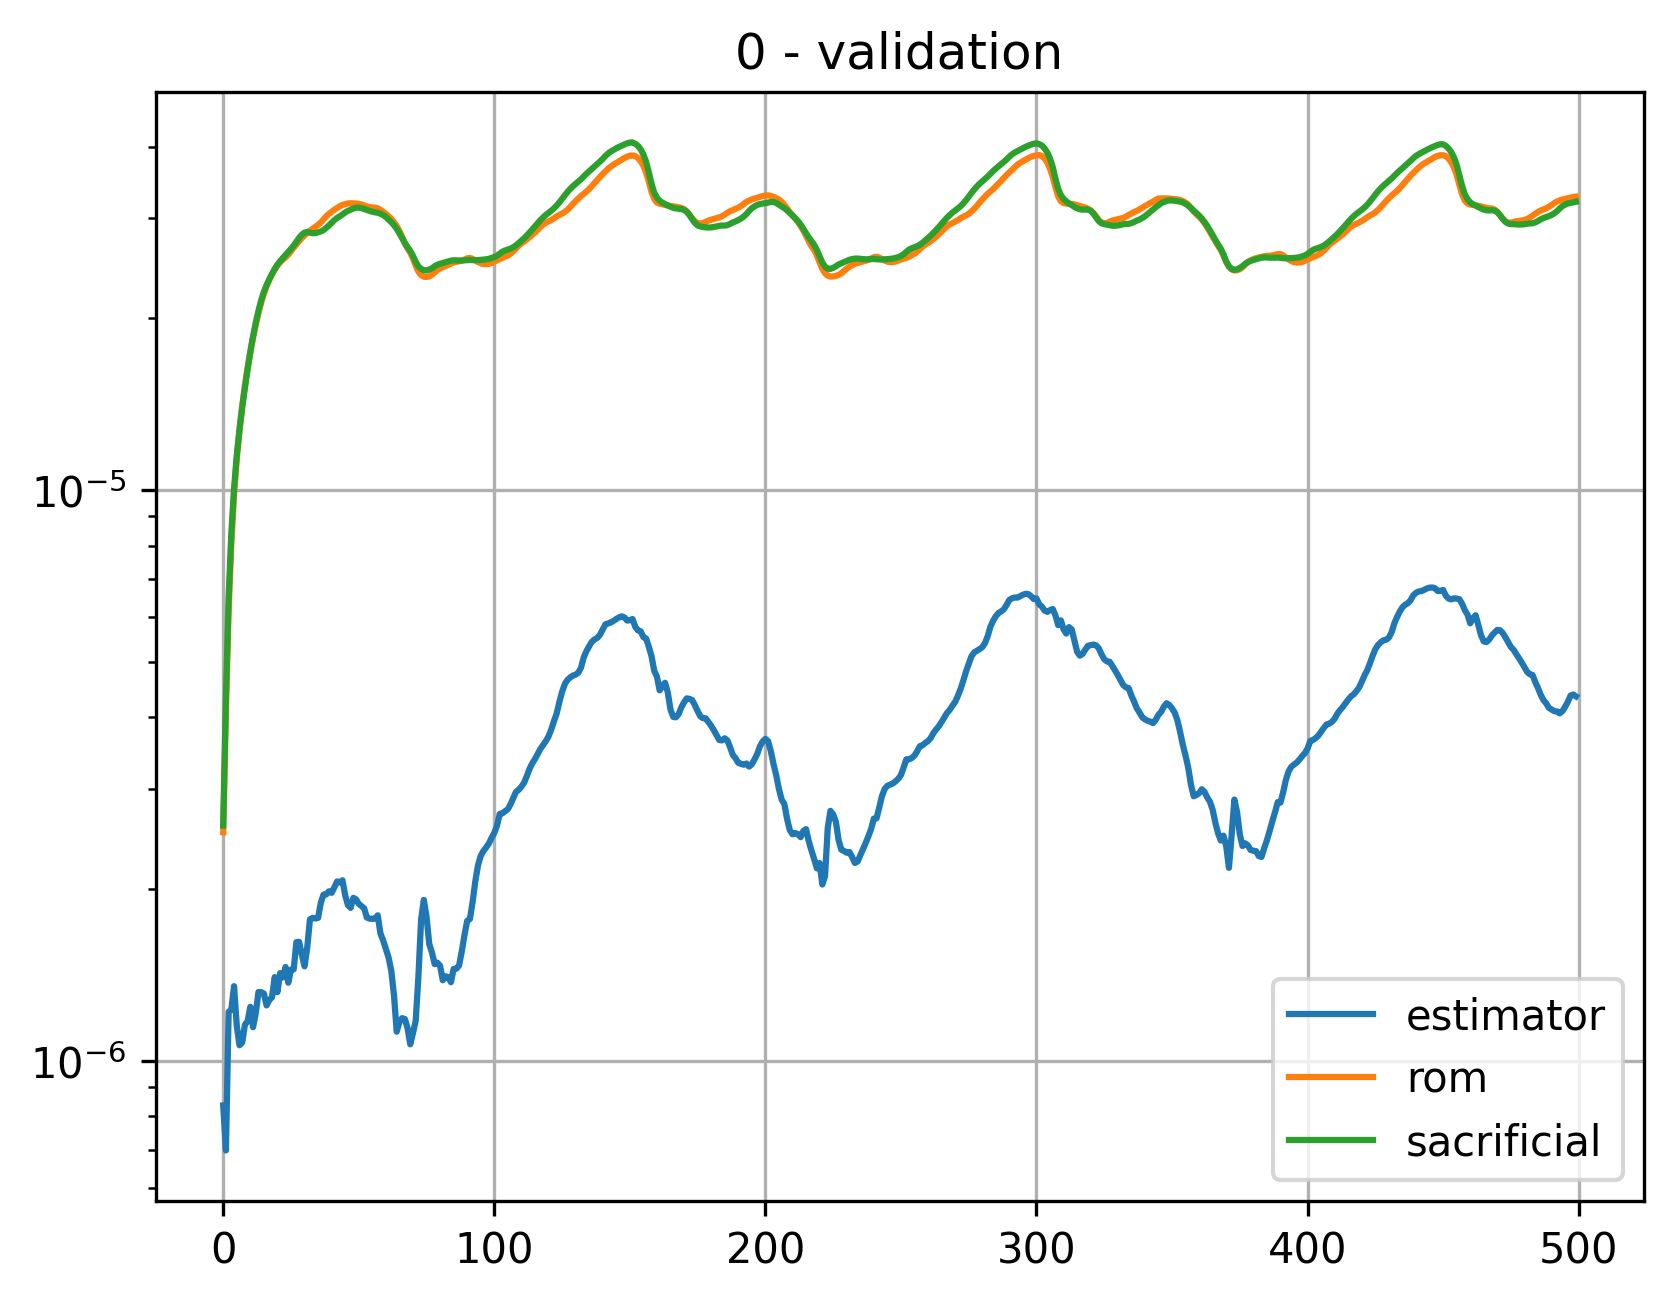 0 - validation
10⁻⁵
10⁻⁶
0 100 200 300 400 500
estimator
rom
sacrificial